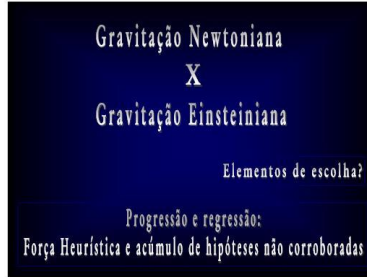 Gravitação Newtoniana
X
Gravitação Einsteiniana
Elementos de escolha?
Progressão e regressão:
Força Heurística e acúmulo de hipóteses não corroboradas